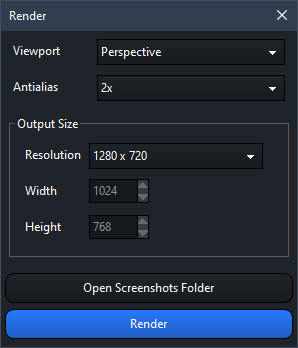 Render
Viewport Perspective
Antialias 2x
Output Size
Resolution 1280 x 720
Width 1024
Height 768
Open Screenshots Folder
Render